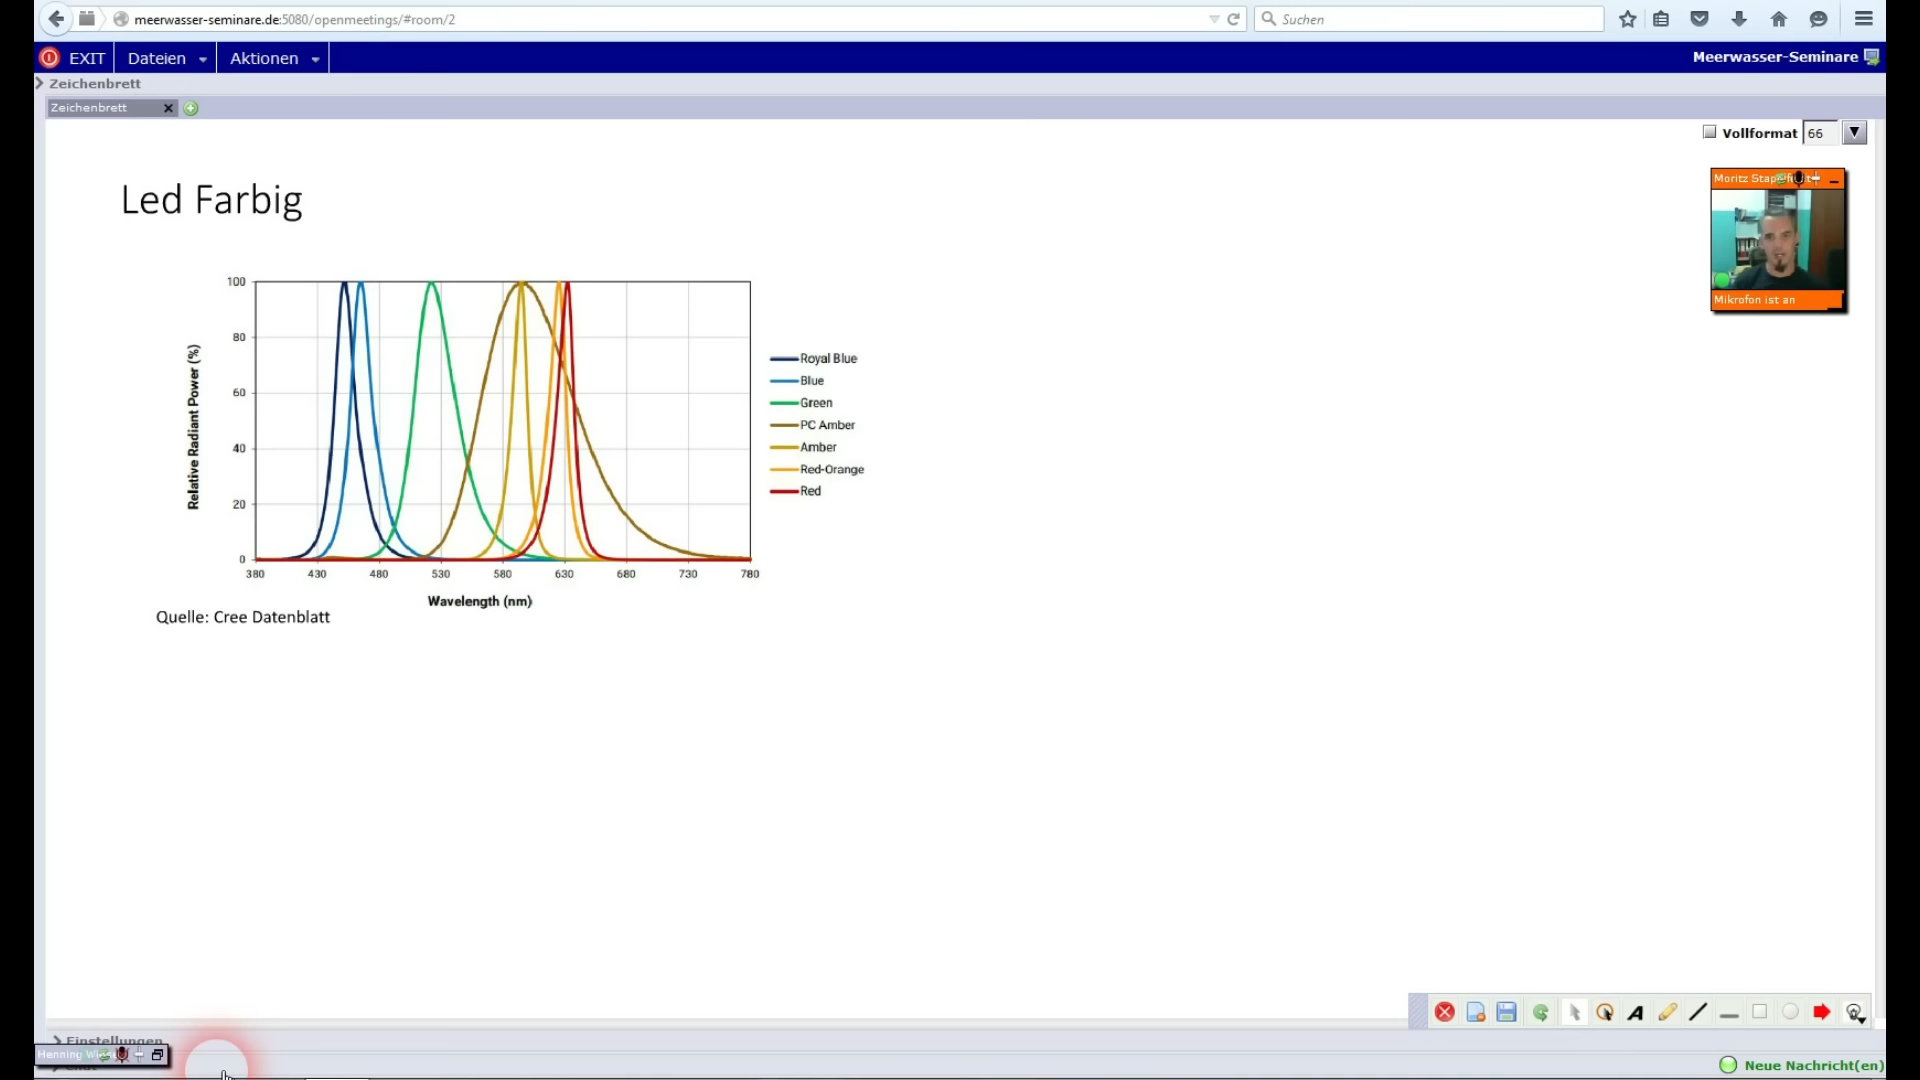 meerwasser-seminare.de:5080/openmeetings/#room/2
Suchen
EXIT
Dateien
Aktionen
Meerwasser-Seminare
Zeichenbrett
Zeichenbrett
Vollformat
66
Moritz
Mikrofon ist an
Led Farbig
Relative Radiant Power (%)
100
80
60
40
20
0
380 430 480 530 580 630 680 730 780
Wavelength (nm)
Royal Blue
Blue
Green
PC Amber
Amber
Red-Orange
Red
Quelle: Cree Datenblatt
A
Einstellungen
Henning
Neue Nachricht(en)